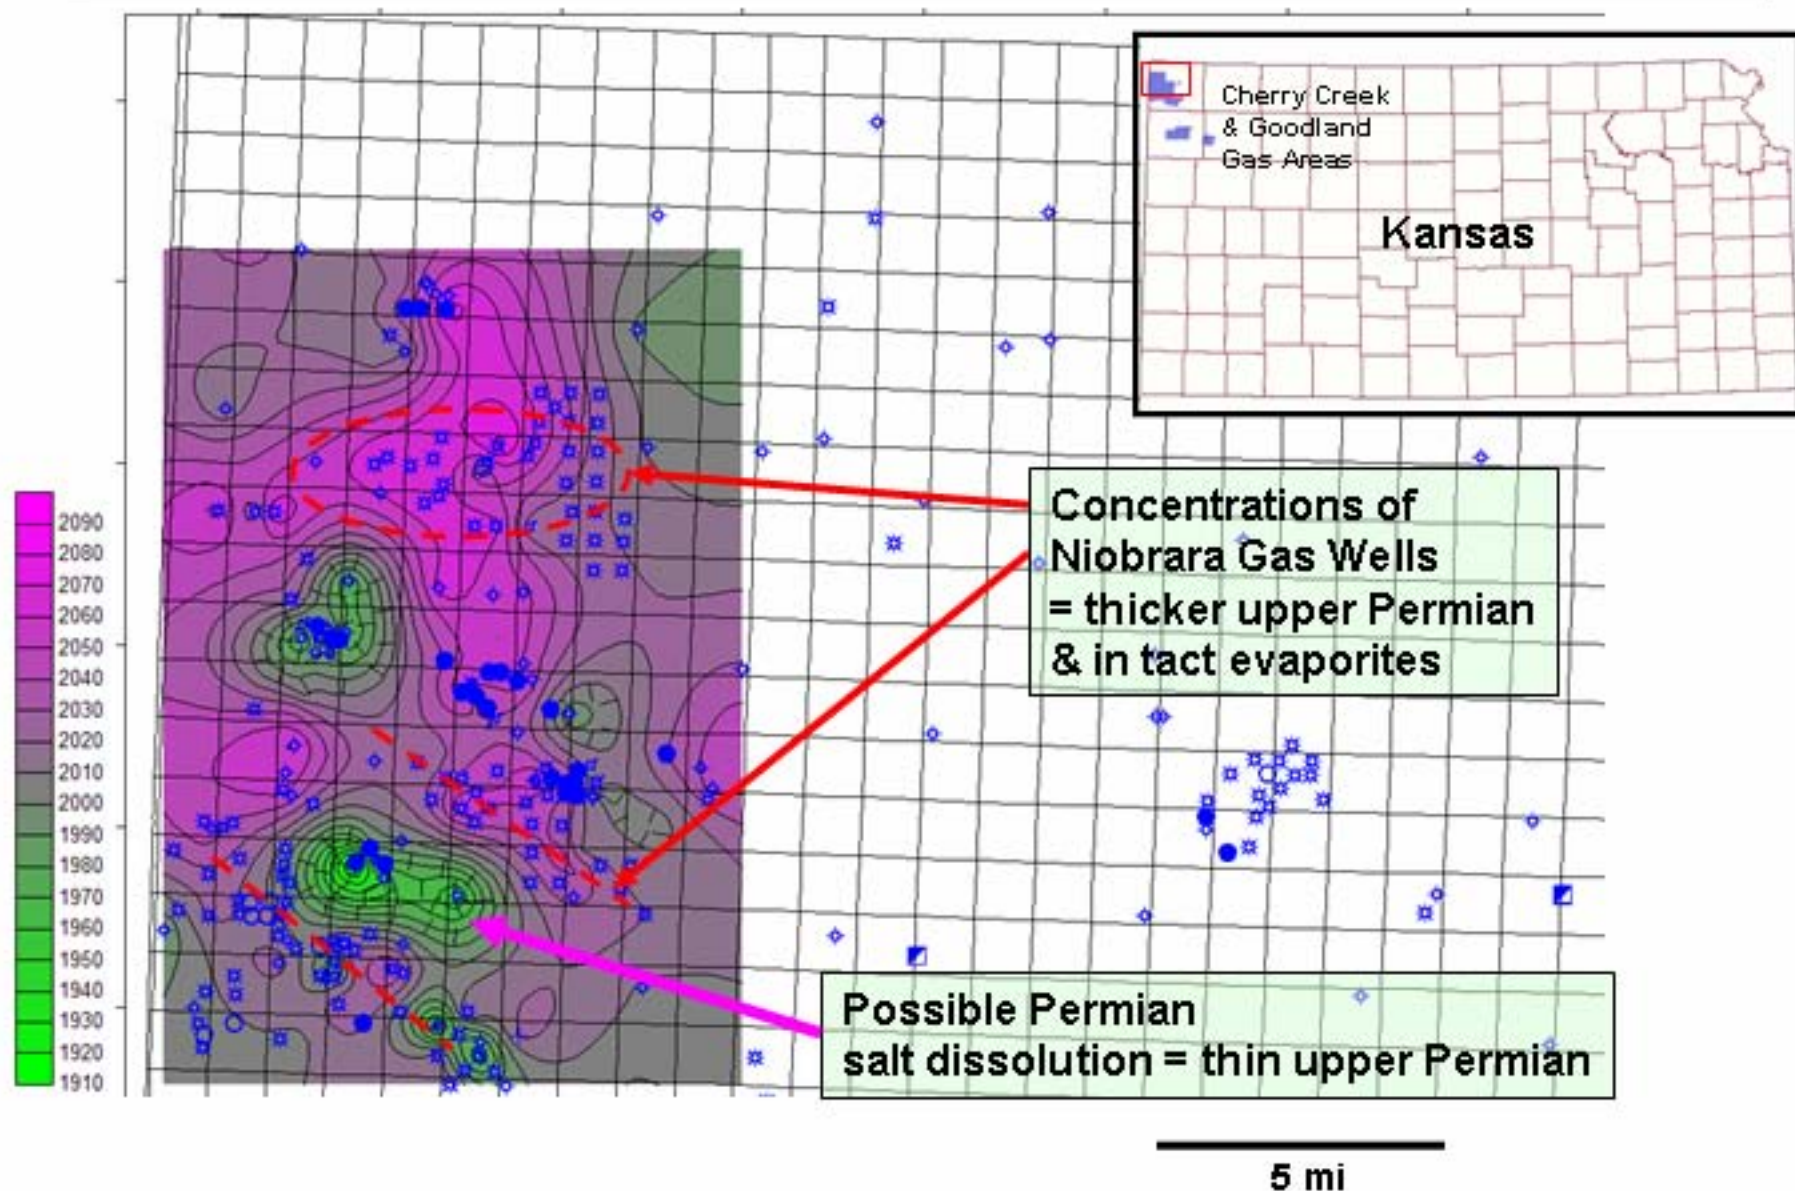 Cherry Creek
& Goodland
Gas Areas
Kansas
Concentrations of
Niobrara Gas Wells
= thicker upper Permian
& in tact evaporites
2090
2080
2070
2060
2050
2040
2030
2020
2010
2000
1990
1980
1970
1960
1950
1940
1930
1920
1910
Possible Permian
salt dissolution = thin upper Permian
5 mi